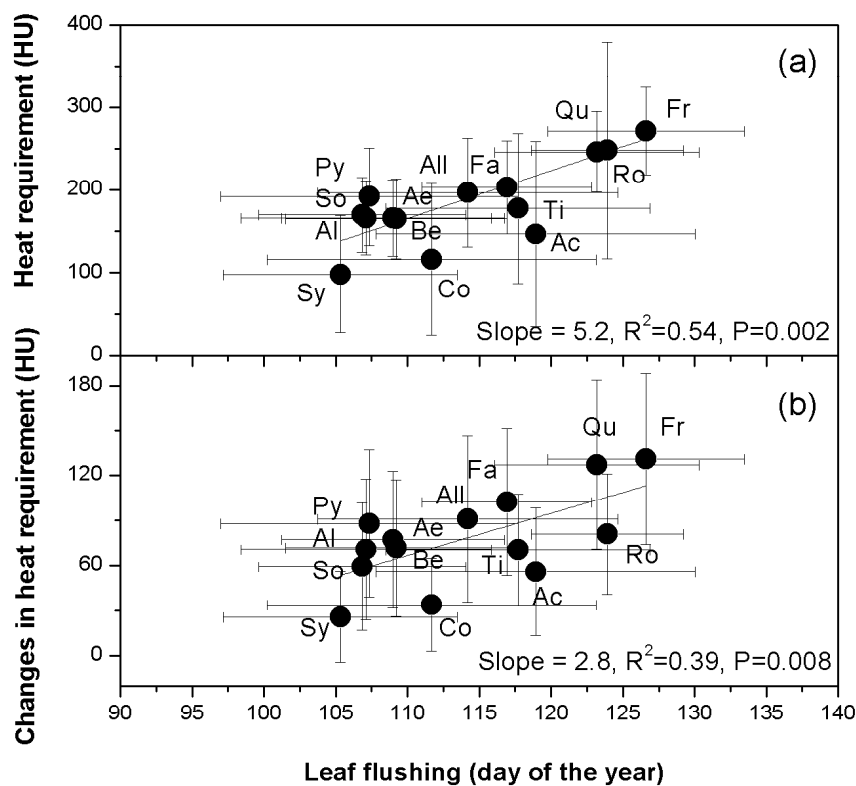 400
300
200
100
0
Heat requirement (HU)
(a)
Qu
Fr
Py
All
Fa
Ro
So
Ae
Ti
Al
Be
Ac
Sy
Co
Slope = 5.2, R²=0.54, P=0.002
180
120
60
0
Changes in heat requirement (HU)
(b)
Qu
Fr
Fa
All
Py
Ae
Al
Be
Ti
Ro
So
Ac
Sy
Co
Slope = 2.8, R²=0.39, P=0.008
90 95 100 105 110 115 120 125 130 135 140
Leaf flushing (day of the year)